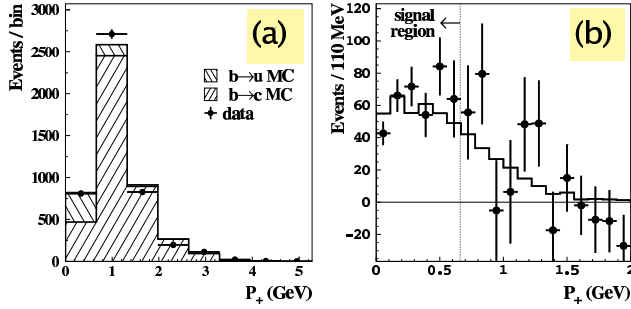 (a)
Events / bin
3000
2500
2000
1500
1000
500
0
b→u MC
b→c MC
data
0
1
2
3
4
5
P+ (GeV)
(b)
Events / 110 MeV
signal
region
120
100
80
60
40
20
0
-20
0
0.5
1
1.5
2
P+ (GeV)